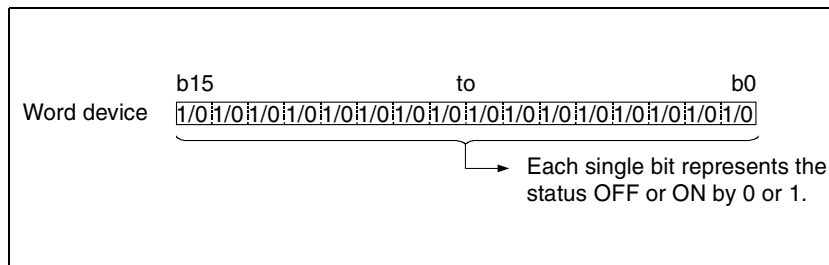 b15 to b0
Word device 1/0 1/0 1/0 1/0 1/0 1/0 1/0 1/0 1/0 1/0 1/0 1/0 1/0 1/0 1/0 1/0
Each single bit represents the
status OFF or ON by 0 or 1.